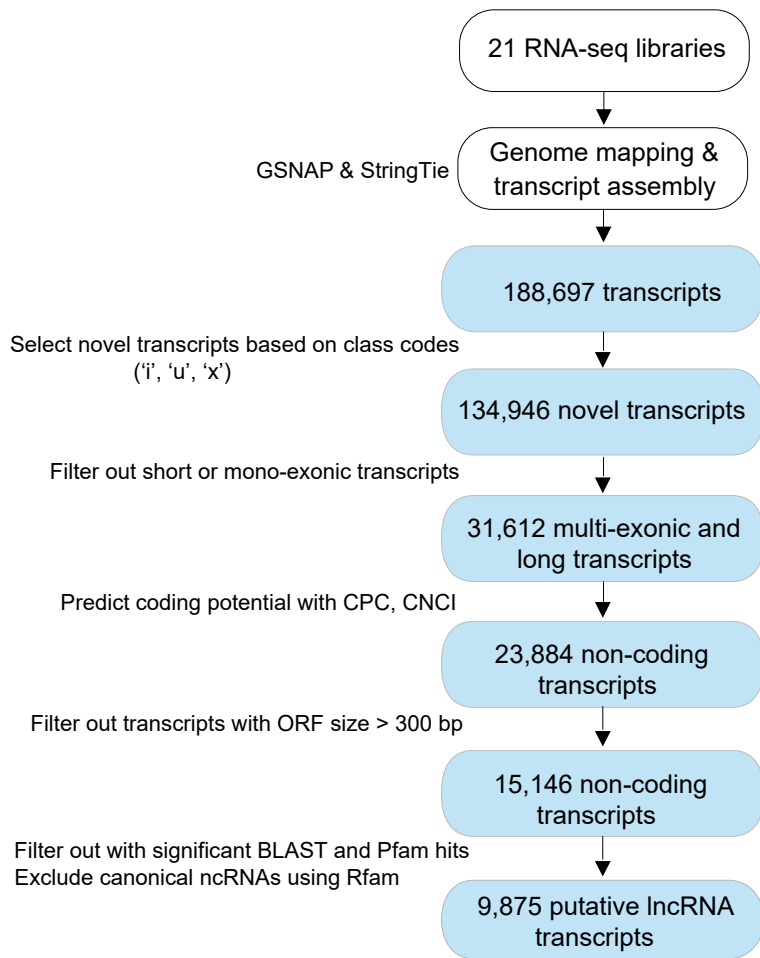 21 RNA-seq libraries
GSNAP & StringTie
Genome mapping &
transcript assembly
188,697 transcripts
Select novel transcripts based on class codes
(‘i’, ‘u’, ‘x’)
134,946 novel transcripts
Filter out short or mono-exonic transcripts
31,612 multi-exonic and
long transcripts
Predict coding potential with CPC, CNCI
23,884 non-coding
transcripts
Filter out transcripts with ORF size > 300 bp
15,146 non-coding
transcripts
Filter out with significant BLAST and Pfam hits
Exclude canonical ncRNAs using Rfam
9,875 putative lncRNA
transcripts